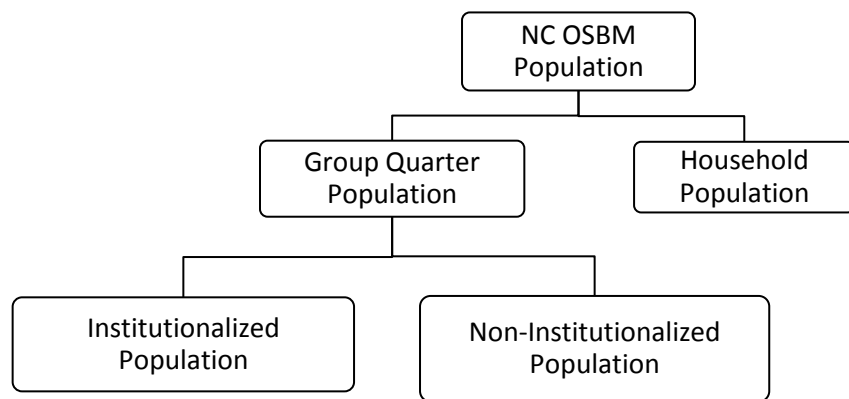 NC OSBM
Population
Group Quarter
Population
Household
Population
Institutionalized
Population
Non-Institutionalized
Population